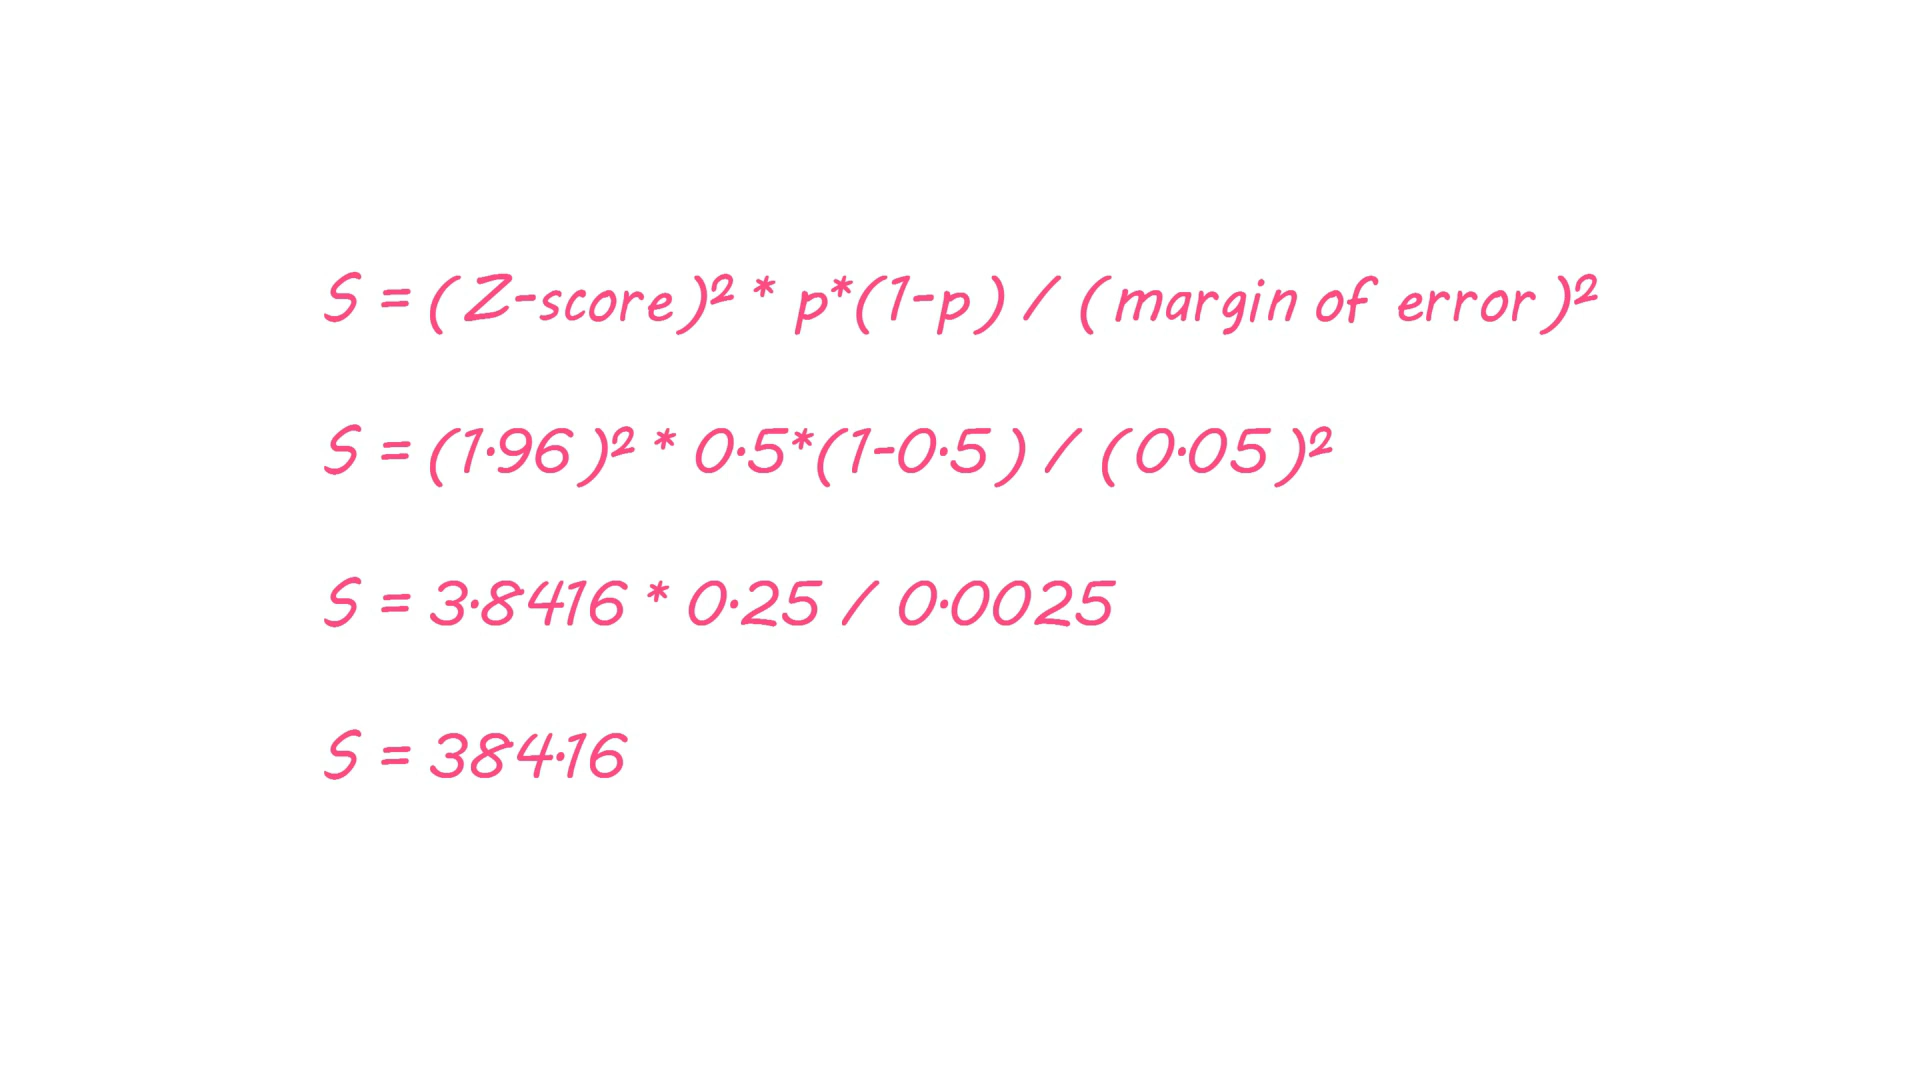 S = (Z-score)² * p*(1-p) / (margin of error)²
S = (1·96)² * 0·5*(1-0·5) / (0·05)²
S = 3·8416 * 0·25 / 0·0025
S = 384·16